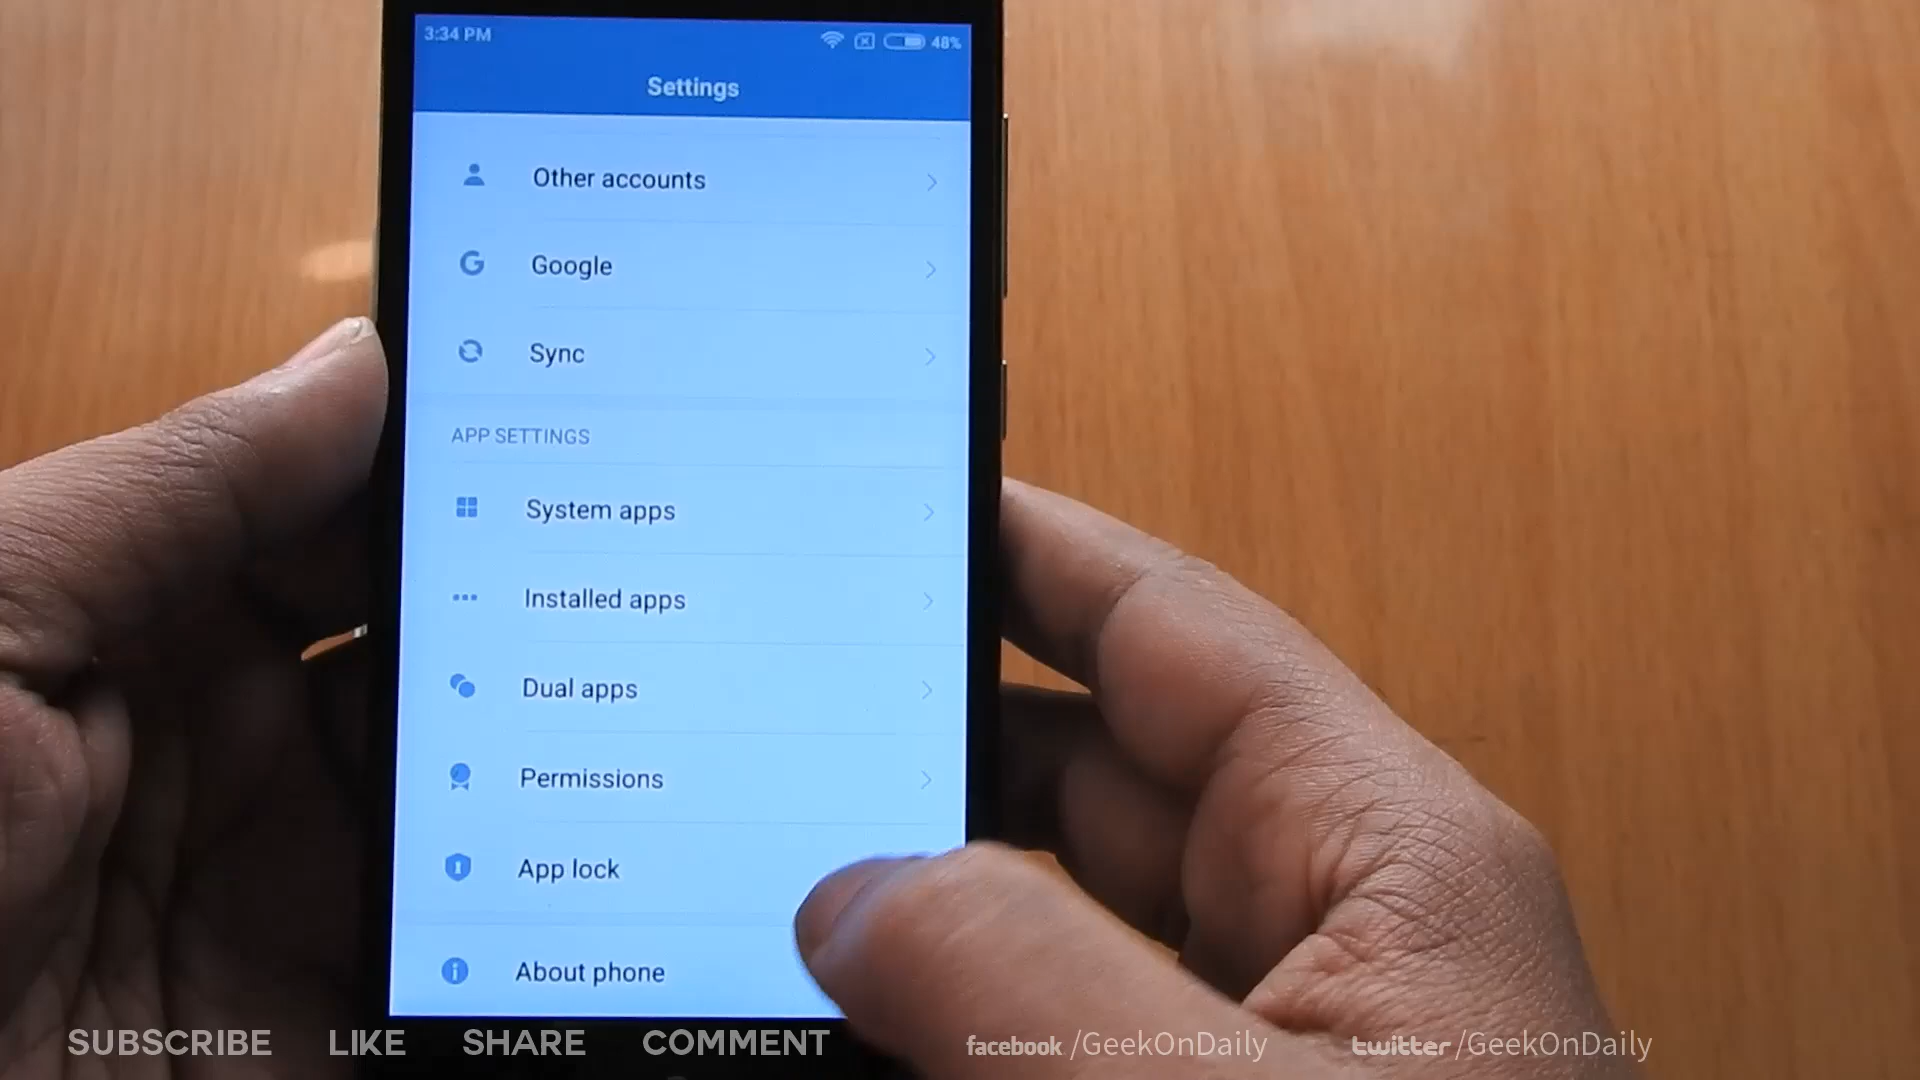 3:34 PM 48%
Settings
Other accounts
Google
Sync
APP SETTINGS
System apps
Installed apps
Dual apps
Permissions
App lock
About phone
SUBSCRIBE LIKE SHARE COMMENT facebook /GeekOnDaily twitter /GeekOnDaily